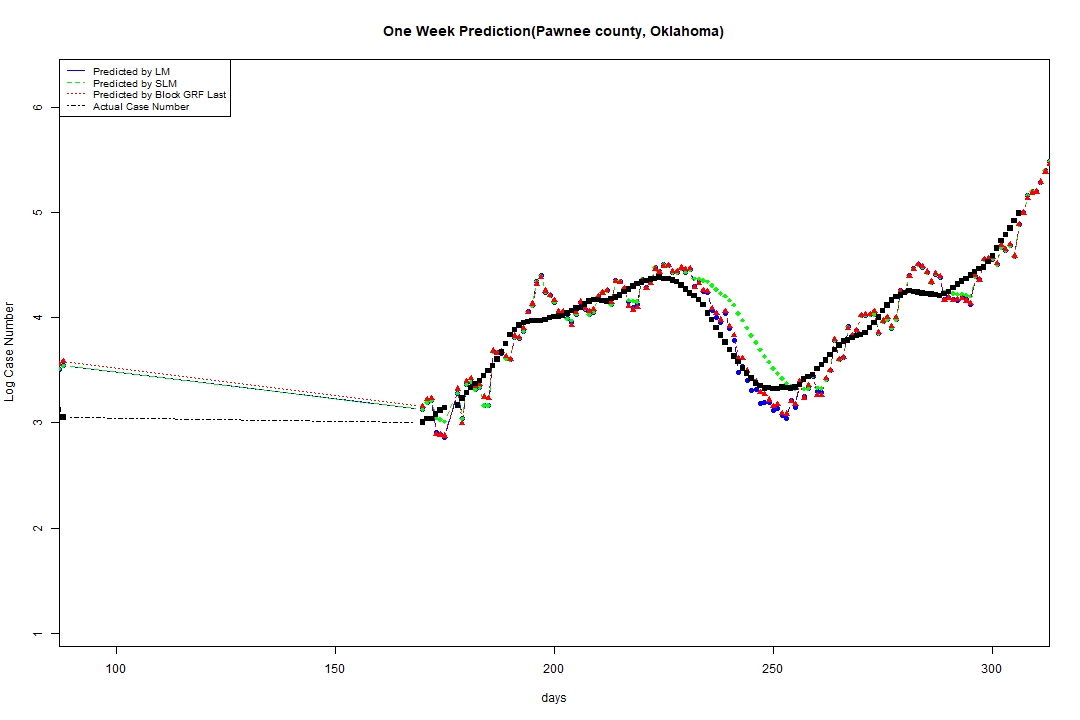 One Week Prediction(Pawnee county, Oklahoma)
Predicted by LM
Predicted by SLM
Predicted by Block GRF Last
Actual Case Number
6
5
4
3
2
1
Log Case Number
100 150 200 250 300
days